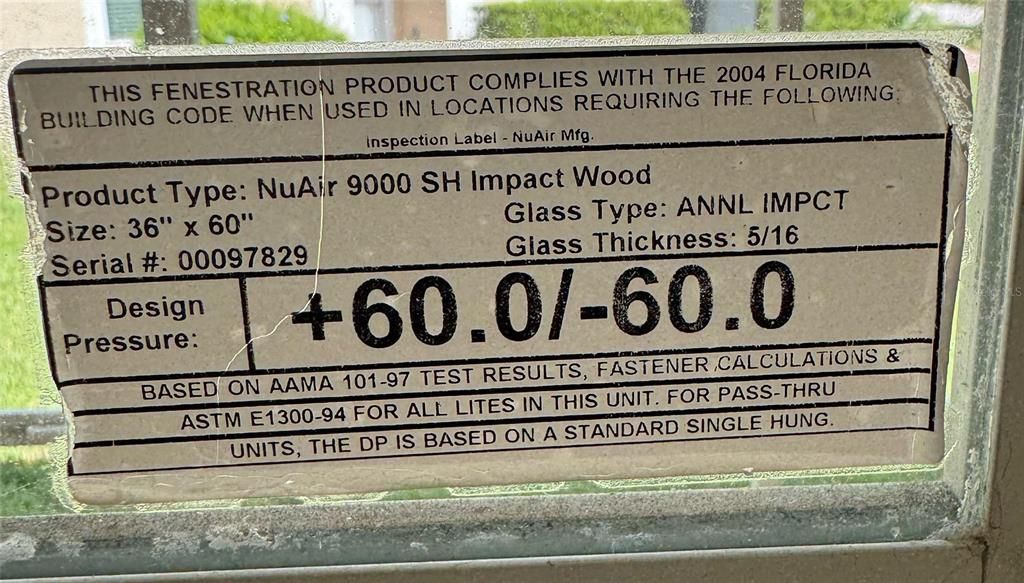 THIS FENESTRATION PRODUCT COMPLIES WITH THE 2004 FLORIDA
BUILDING CODE WHEN USED IN LOCATIONS REQUIRING THE FOLLOWING:
Inspection Label - NuAir Mfg.
Product Type: NuAir 9000 SH Impact Wood
Size: 36" x 60"
Glass Type: ANNL IMPCT
Serial #: 00097829
Glass Thickness: 5/16
Design
Pressure:
+60.0/-60.0
BASED ON AAMA 101-97 TEST RESULTS, FASTENER CALCULATIONS &
ASTM E1300-94 FOR ALL LITES IN THIS UNIT. FOR PASS-THRU
UNITS, THE DP IS BASED ON A STANDARD SINGLE HUNG.